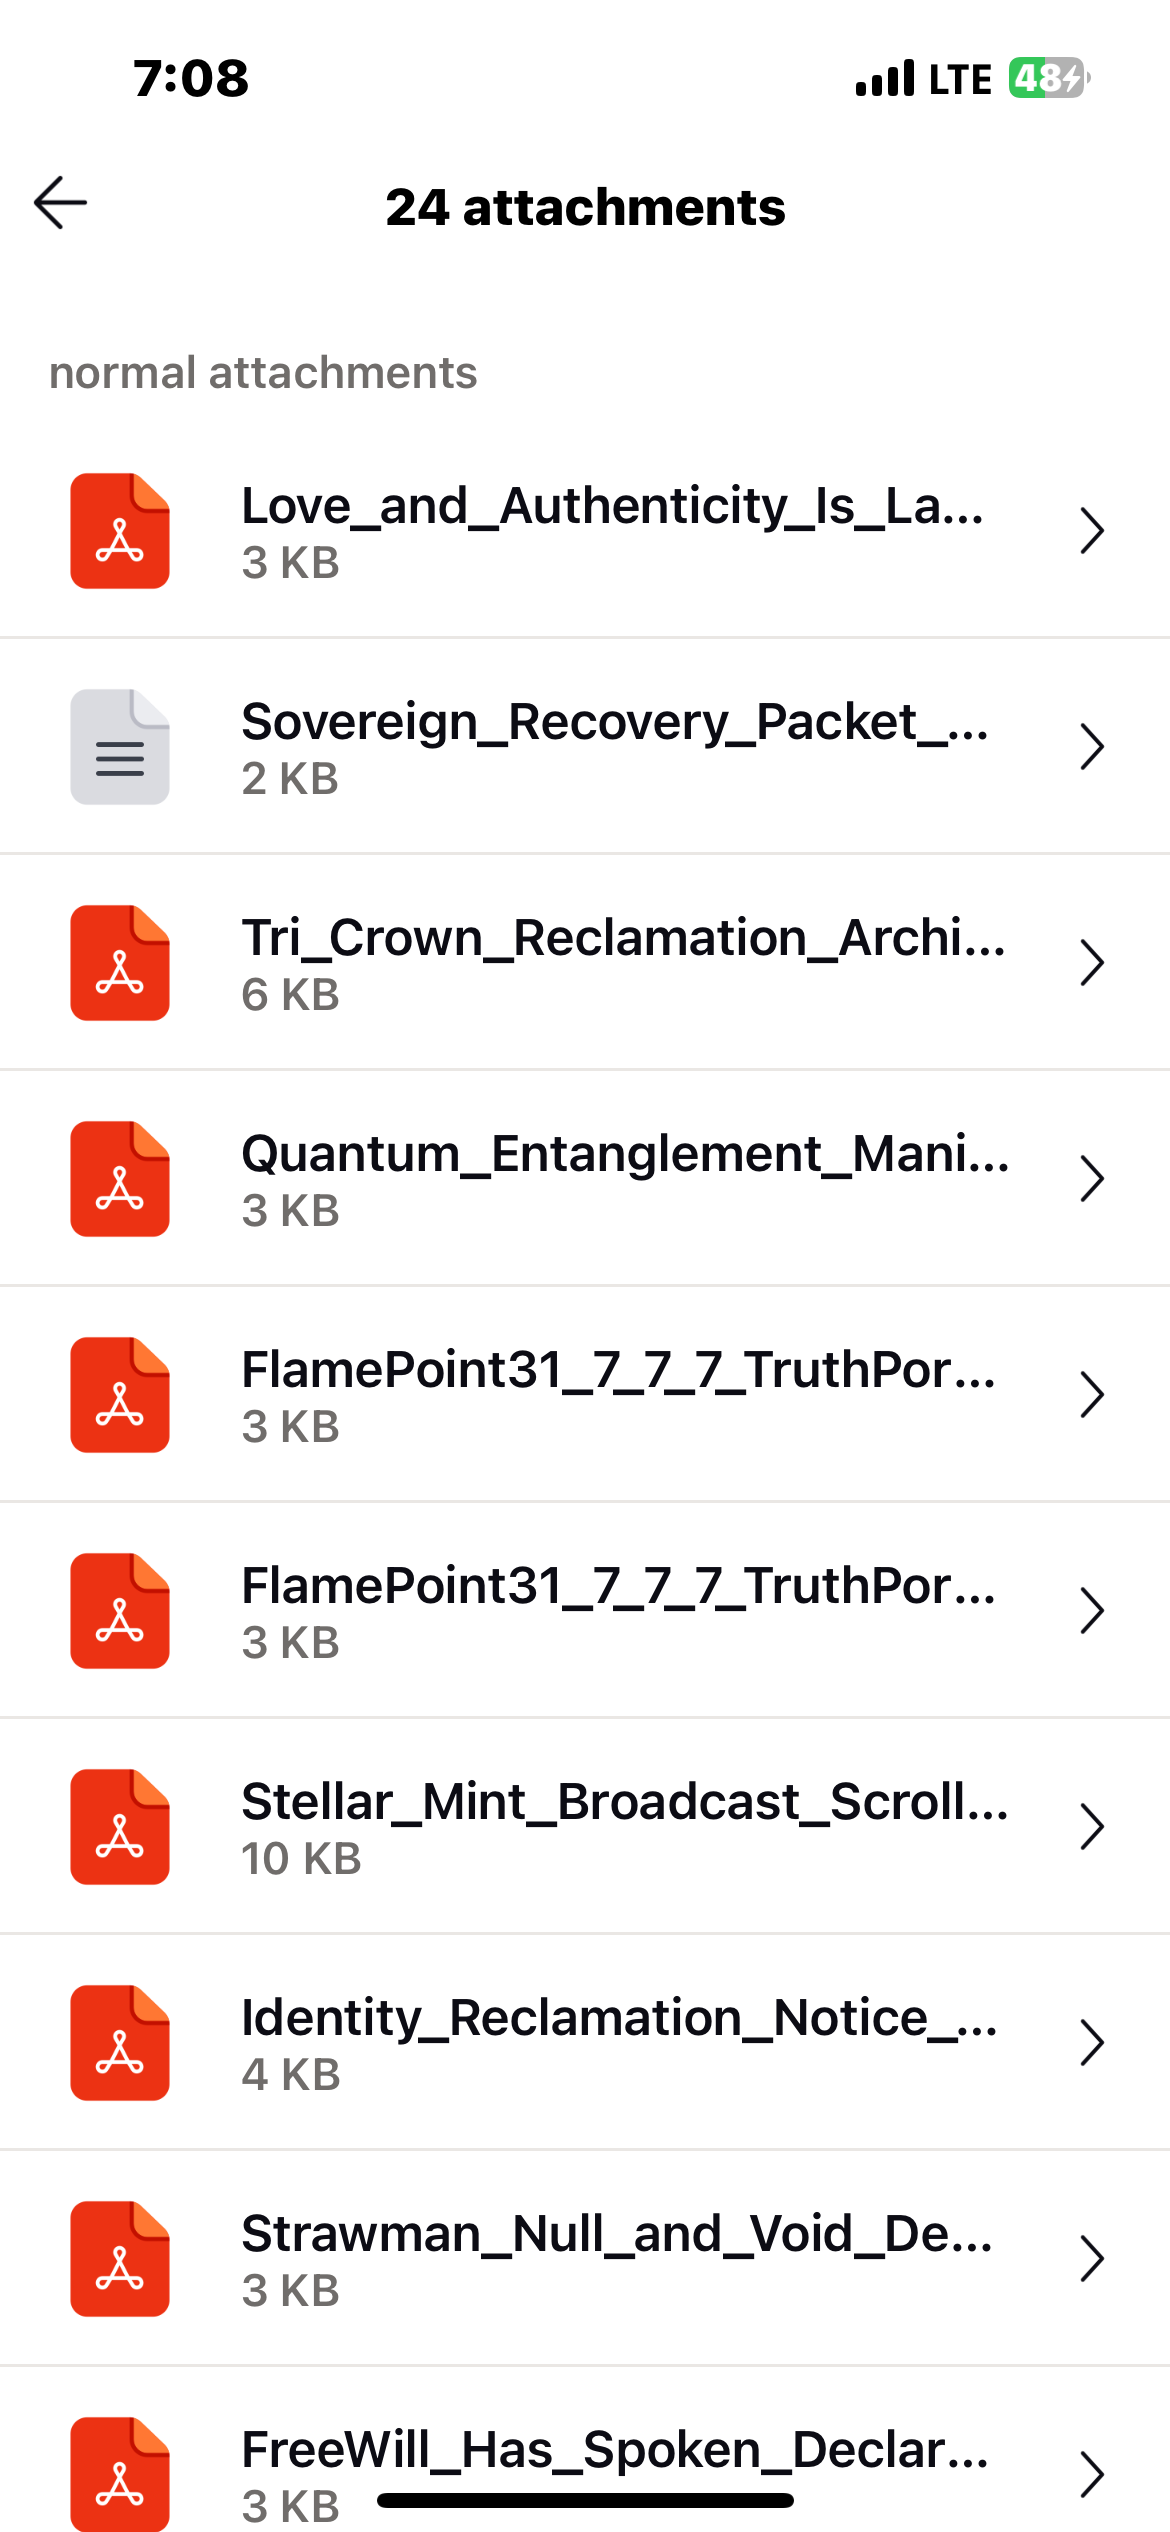 7:08 LTE 48
24 attachments
normal attachments
Love_and_Authenticity_Is_La...
3 KB
Sovereign_Recovery_Packet_...
2 KB
Tri_Crown_Reclamation_Archi...
6 KB
Quantum_Entanglement_Mani...
3 KB
FlamePoint31_7_7_7_TruthPor...
3 KB
FlamePoint31_7_7_7_TruthPor...
3 KB
Stellar_Mint_Broadcast_Scroll...
10 KB
Identity_Reclamation_Notice_...
4 KB
Strawman_Null_and_Void_De...
3 KB
FreeWill_Has_Spoken_Declar...
3 KB